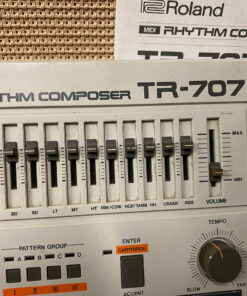 Roland
MIDI RHYTHM COMPOSER
TR-707
THM COMPOSER TR-707
MAX
MIN
BD SD LT MT HT RIM/COW HCP/TAMB HH CRASH RIDE VOLUME
PATTERN GROUP
A B C D
I II III IV
ENTER
CARTRIDGE
ACCENT
TEMPO
SLOW FA